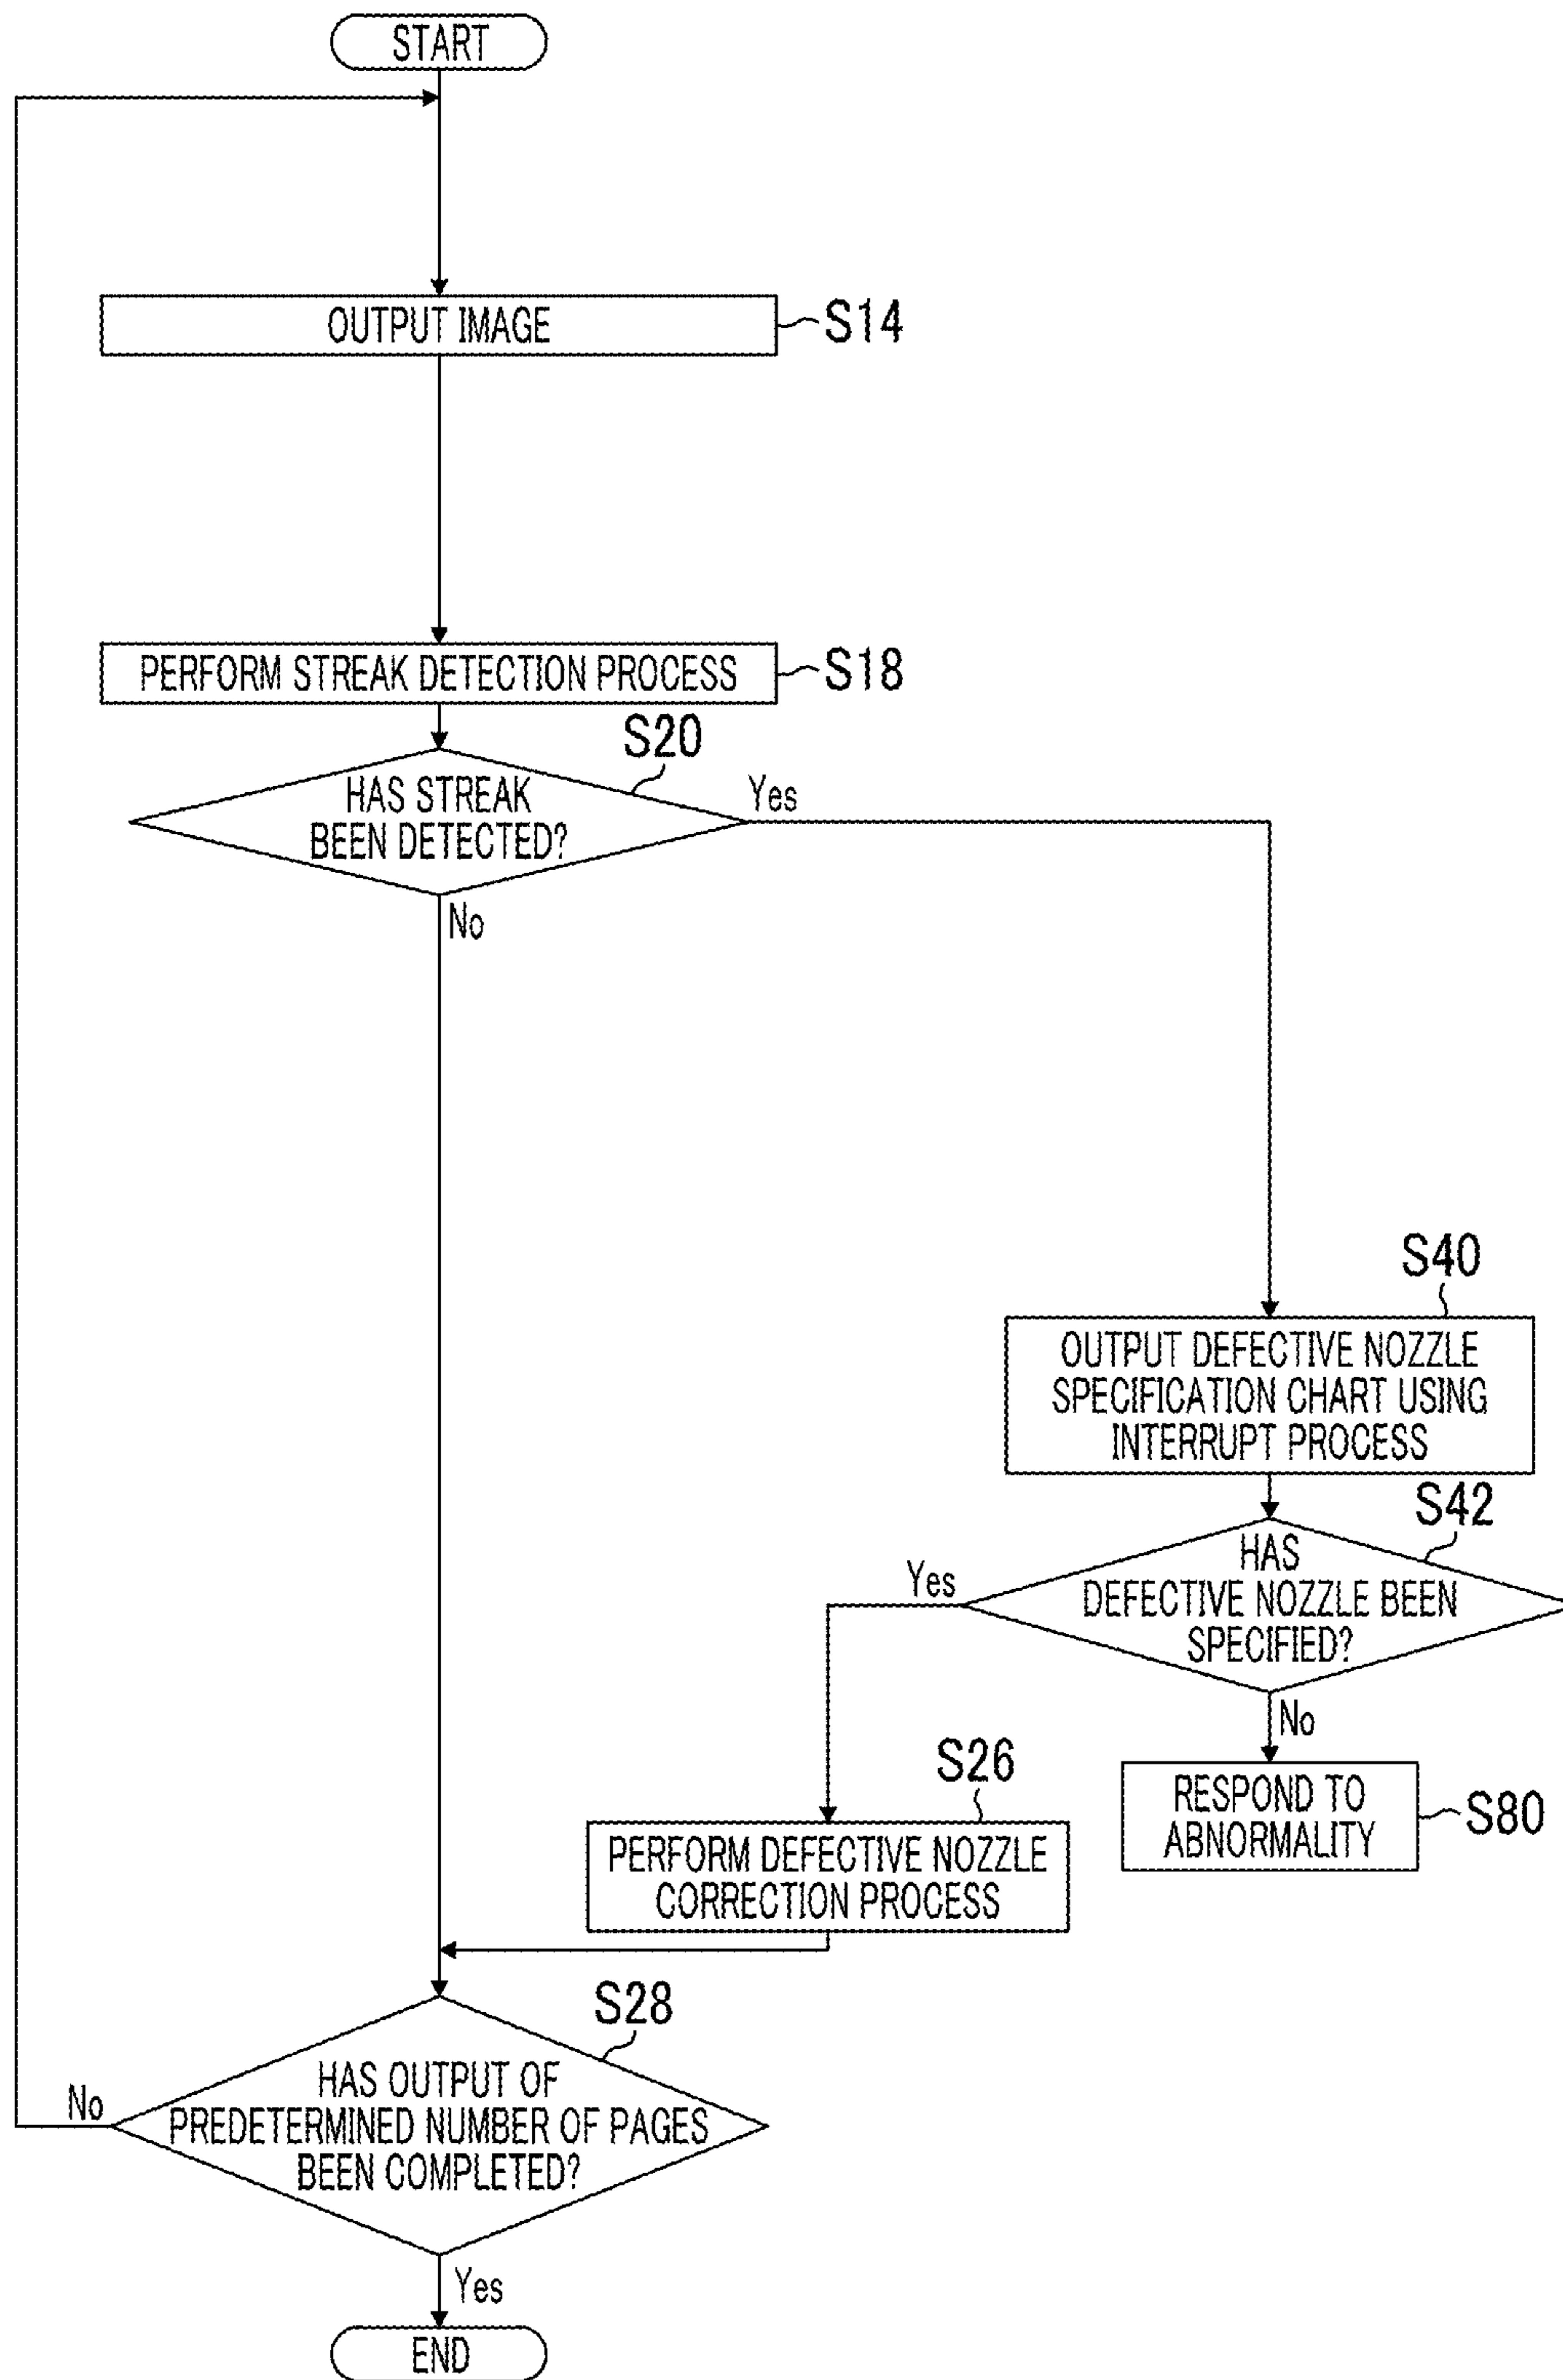 START
OUTPUT IMAGE
S14
PERFORM STREAK DETECTION PROCESS
S18
S20
HAS STREAK
BEEN DETECTED?
Yes
No
S40
OUTPUT DEFECTIVE NOZZLE
SPECIFICATION CHART USING
INTERRUPT PROCESS
S42
HAS
DEFECTIVE NOZZLE BEEN
SPECIFIED?
Yes
No
S26
PERFORM DEFECTIVE NOZZLE
CORRECTION PROCESS
RESPOND TO
ABNORMALITY
S80
S28
HAS OUTPUT OF
PREDETERMINED NUMBER OF PAGES
BEEN COMPLETED?
No
Yes
END